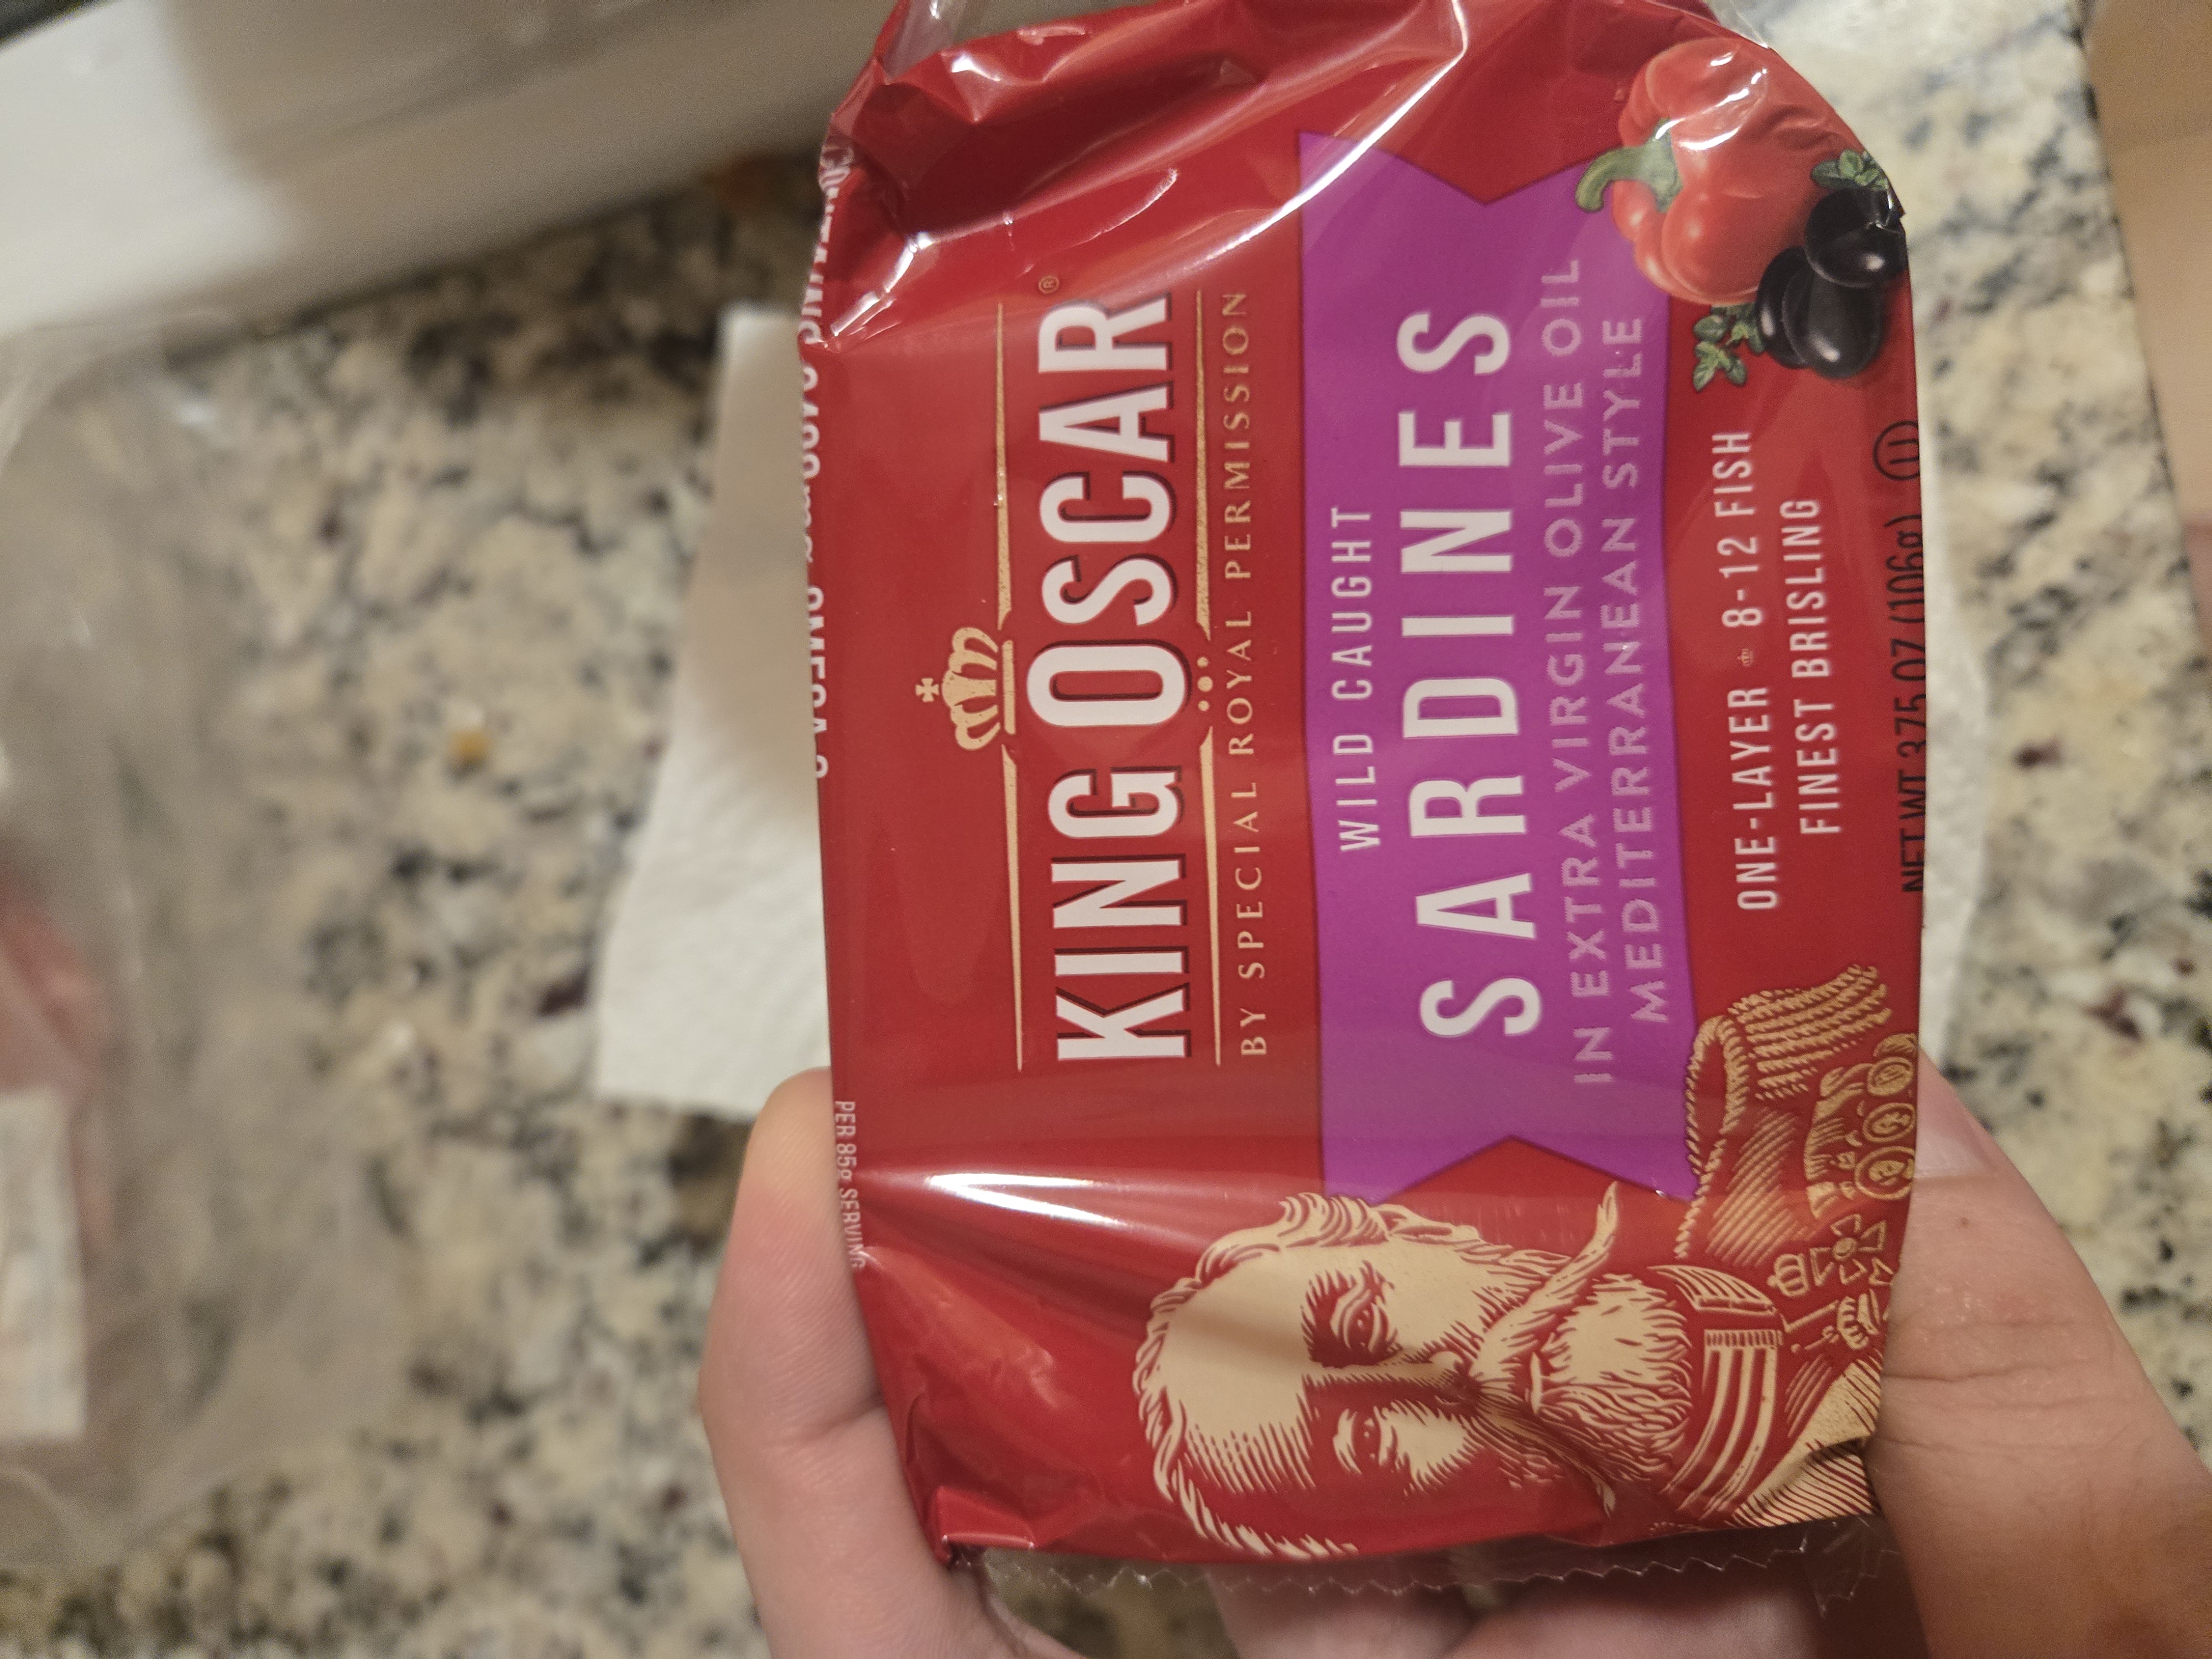 KING OSCAR®
BY SPECIAL ROYAL PERMISSION
WILD CAUGHT
SARDINES
IN EXTRA VIRGIN OLIVE OIL
MEDITERRANEAN STYLE
ONE-LAYER 8-12 FISH
FINEST BRISLING
NET WT 3.75 OZ (106g) U
PER 85g SERVING